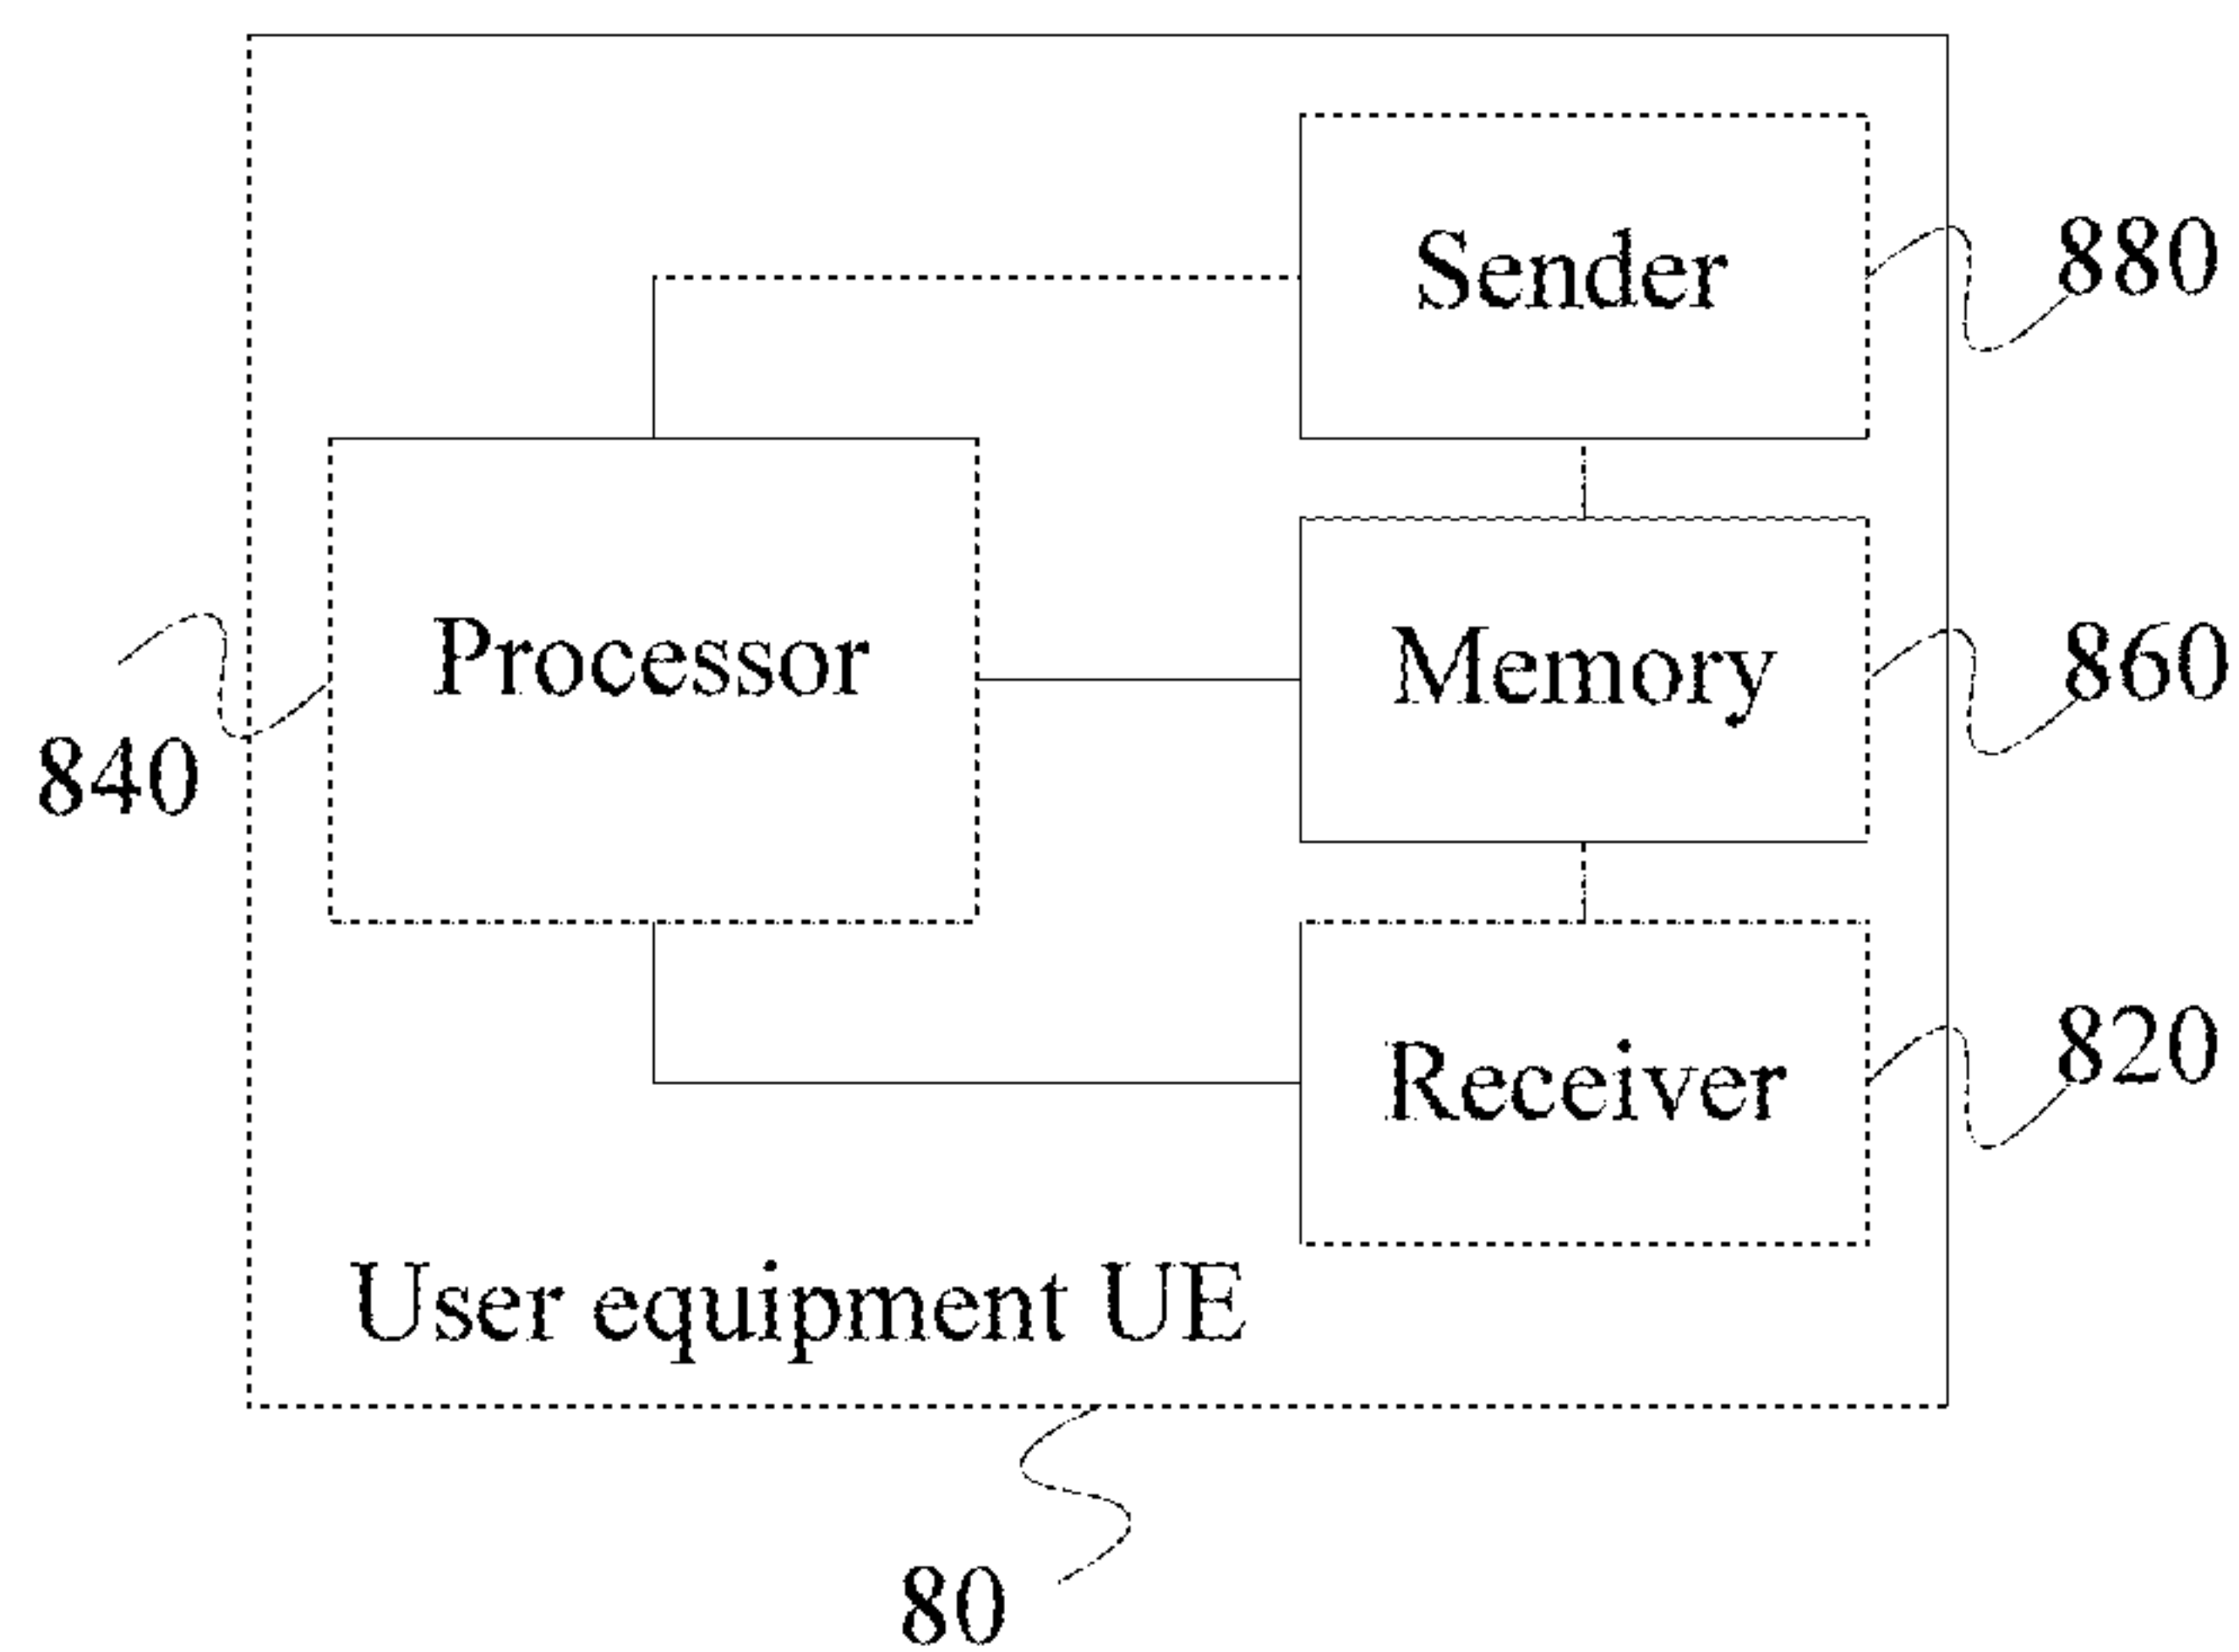 Sender
880
Processor
Memory
860
840
Receiver
820
User equipment UE
80